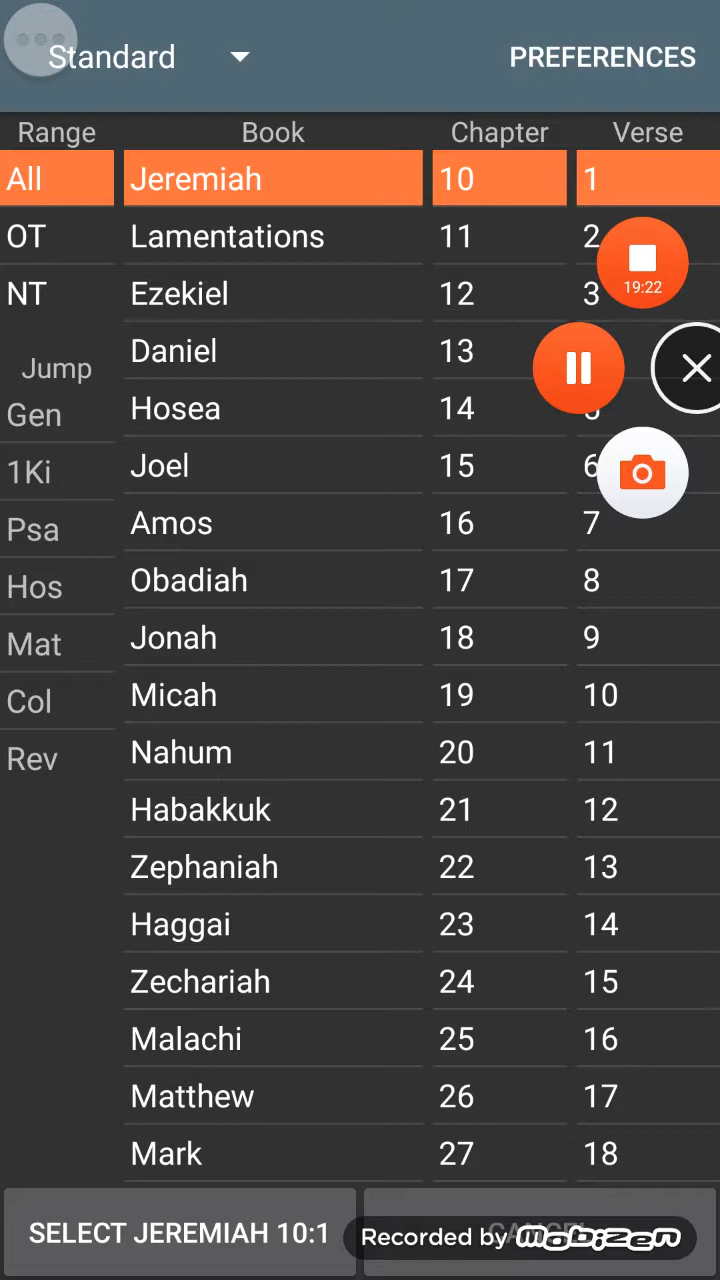 Standard PREFERENCES
Range Book Chapter Verse
All Jeremiah 10 1
OT Lamentations 11 2
19:22
NT Ezekiel 12 3
Daniel 13
Jump
Gen Hosea 14
1Ki Joel 15 6
Psa Amos 16 7
Hos Obadiah 17 8
Mat Jonah 18 9
Col Micah 19 10
Rev Nahum 20 11
Habakkuk 21 12
Zephaniah 22 13
Haggai 23 14
Zechariah 24 15
Malachi 25 16
Matthew 26 17
Mark 27 18
SELECT JEREMIAH 10:1 CANCEL
Recorded by mobizen